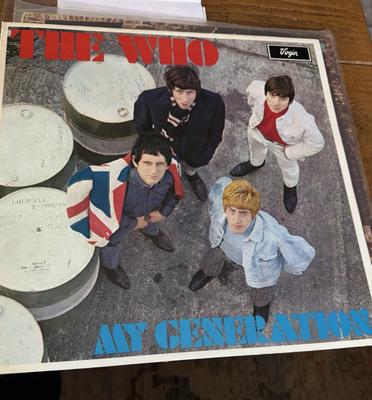 THE WHO
Virgin
MY GENERATION